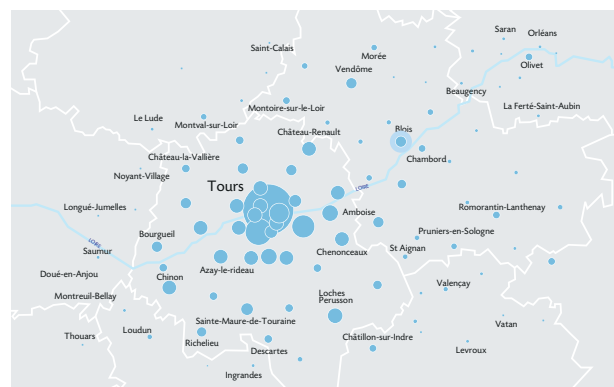 Saran
Orléans
Saint-Calais
Morée
Olivet
Vendôme
Beaugency
Montoire-sur-le-Loir
La Ferté-Saint-Aubin
Le Lude
Montval-sur-Loir
Château-Renault
Blois
Château-la-Vallière
Chambord
Noyant-Village
Tours
LOIRE
Longué-Jumelles
Amboise
Romorantin-Lanthenay
Bourgueil
Pruniers-en-Sologne
LOIRE
Saumur
Chenonceaux
St Aignan
Azay-le-rideau
Doué-en-Anjou
Chinon
Valençay
Montreuil-Bellay
Loches
Perusson
Sainte-Maure-de-Touraine
Vatan
Thouars
Loudun
Châtillon-sur-Indre
Richelieu
Descartes
Levroux
Ingrandes